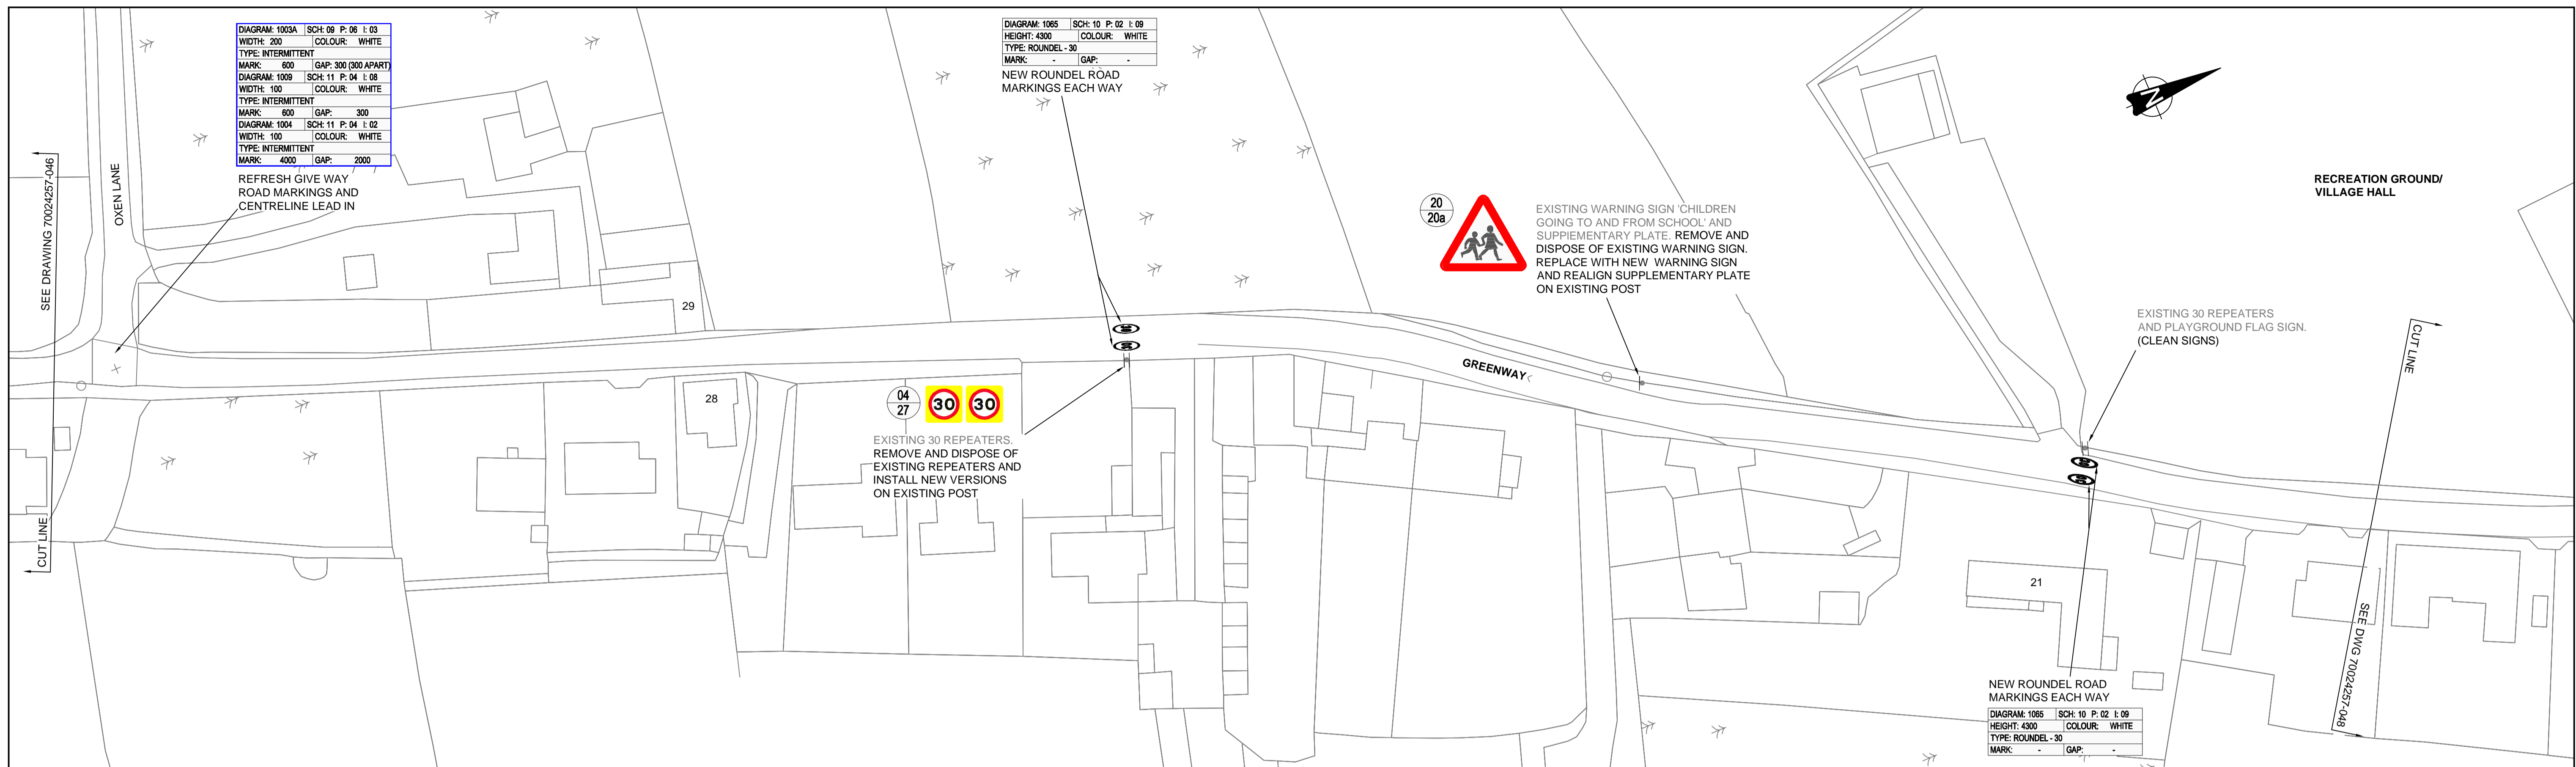 DIAGRAM: 1003A SCH: 09 P: 06 I: 03
WIDTH: 200 COLOUR: WHITE
TYPE: INTERMITTENT
MARK: 600 GAP: 300 (300 APART)
DIAGRAM: 1009 SCH: 11 P: 04 I: 08
WIDTH: 100 COLOUR: WHITE
TYPE: INTERMITTENT
MARK: 600 GAP: 300
DIAGRAM: 1004 SCH: 11 P: 04 I: 02
WIDTH: 100 COLOUR: WHITE
TYPE: INTERMITTENT
MARK: 4000 GAP: 2000
REFRESH GIVE WAY
ROAD MARKINGS AND
CENTRELINE LEAD IN
SEE DRAWING 70024257-046
CUT LINE
OXEN LANE
29
28
DIAGRAM: 1065 SCH: 10 P: 02 I: 09
HEIGHT: 4300 COLOUR: WHITE
TYPE: ROUNDEL - 30
MARK: - GAP: -
NEW ROUNDEL ROAD
MARKINGS EACH WAY
30
30
04
27
30 30
EXISTING 30 REPEATERS.
REMOVE AND DISPOSE OF
EXISTING REPEATERS AND
INSTALL NEW VERSIONS
ON EXISTING POST
20
20a
EXISTING WARNING SIGN 'CHILDREN
GOING TO AND FROM SCHOOL' AND
SUPPIEMENTARY PLATE. REMOVE AND
DISPOSE OF EXISTING WARNING SIGN.
REPLACE WITH NEW WARNING SIGN
AND REALIGN SUPPLEMENTARY PLATE
ON EXISTING POST
GREENWAY
N
RECREATION GROUND/
VILLAGE HALL
EXISTING 30 REPEATERS
AND PLAYGROUND FLAG SIGN.
(CLEAN SIGNS)
30
30
CUT LINE
SEE DWG 70024257-048
21
NEW ROUNDEL ROAD
MARKINGS EACH WAY
DIAGRAM: 1065 SCH: 10 P: 02 I: 09
HEIGHT: 4300 COLOUR: WHITE
TYPE: ROUNDEL - 30
MARK: - GAP: -